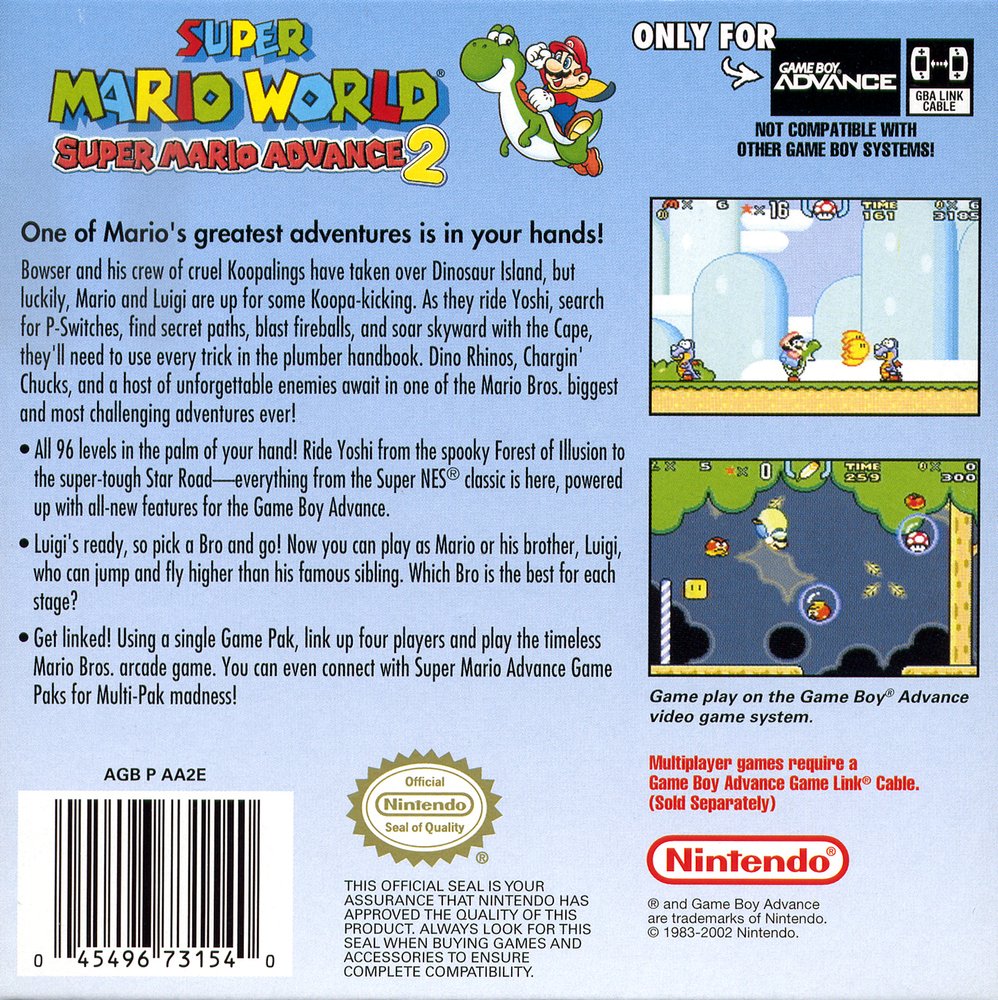 SUPER
MARIO WORLD®
SUPER MARIO ADVANCE 2
ONLY FOR
GAME BOY
ADVANCE
GBA LINK
CABLE
NOT COMPATIBLE WITH
OTHER GAME BOY SYSTEMS!
One of Mario's greatest adventures is in your hands!
Bowser and his crew of cruel Koopalings have taken over Dinosaur Island, but
luckily, Mario and Luigi are up for some Koopa-kicking. As they ride Yoshi, search
for P-Switches, find secret paths, blast fireballs, and soar skyward with the Cape,
they'll need to use every trick in the plumber handbook. Dino Rhinos, Chargin'
Chucks, and a host of unforgettable enemies await in one of the Mario Bros. biggest
and most challenging adventures ever!
• All 96 levels in the palm of your hand! Ride Yoshi from the spooky Forest of Illusion to
the super-tough Star Road—everything from the Super NES® classic is here, powered
up with all-new features for the Game Boy Advance.
• Luigi's ready, so pick a Bro and go! Now you can play as Mario or his brother, Luigi,
who can jump and fly higher than his famous sibling. Which Bro is the best for each
stage?
• Get linked! Using a single Game Pak, link up four players and play the timeless
Mario Bros. arcade game. You can even connect with Super Mario Advance Game
Paks for Multi-Pak madness!
M X 6 ★ X 16 TIME 0 X 6
161 3185
L X 5 ★ X 0 TIME 0 X 0
259 300
Game play on the Game Boy® Advance
video game system.
Multiplayer games require a
Game Boy Advance Game Link® Cable.
(Sold Separately)
Nintendo®
® and Game Boy Advance
are trademarks of Nintendo.
© 1983-2002 Nintendo.
AGB P AA2E
0 45496 73154 0
Official
Nintendo
Seal of Quality
®
THIS OFFICIAL SEAL IS YOUR
ASSURANCE THAT NINTENDO HAS
APPROVED THE QUALITY OF THIS
PRODUCT. ALWAYS LOOK FOR THIS
SEAL WHEN BUYING GAMES AND
ACCESSORIES TO ENSURE
COMPLETE COMPATIBILITY.